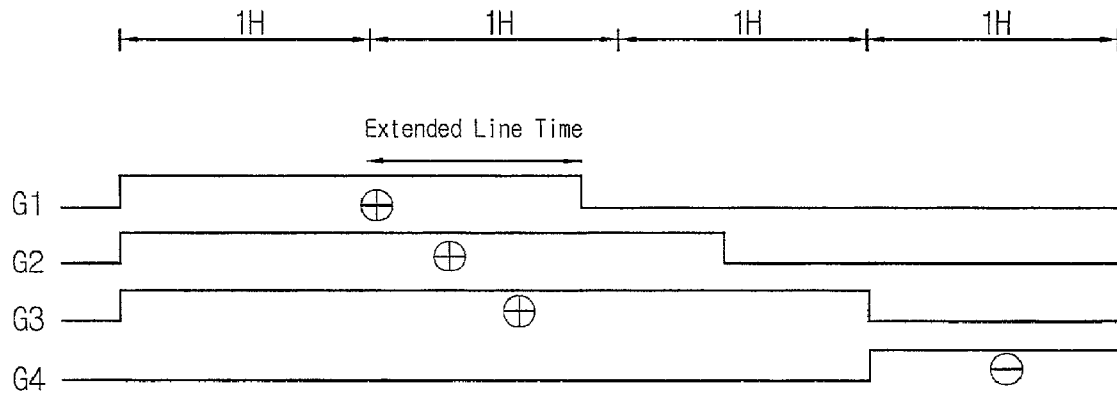 1H 1H 1H 1H
Extended Line Time
G1
G2
G3
G4